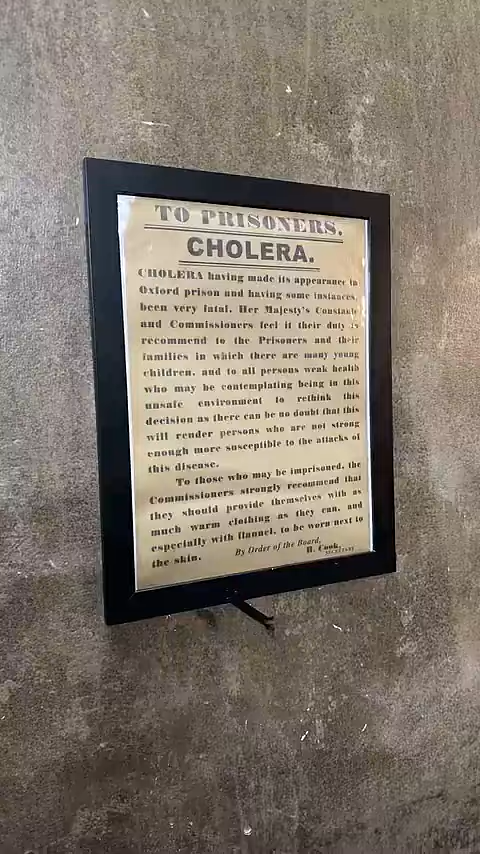 TO PRISONERS.
CHOLERA.
CHOLERA having made its appearance in
Oxford prison and having some instances,
been very fatal, Her Majesty's Constable
and Commissioners feel it their duty is
recommend to the Prisoners and their
families in which there are many young
children, and to all persons weak health
who may be contemplating being in this
unsafe environment to rethink this
decision as there can be no doubt that this
will render persons who are not strong
enough more susceptible to the attacks of
this disease.
To those who may be imprisoned, the
Commissioners strongly recommend that
they should provide themselves with as
much warm clothing as they can, and
especially with flannel, to be worn next to
the skin.
By Order of the Board,
H. Cook,
SECRETARY